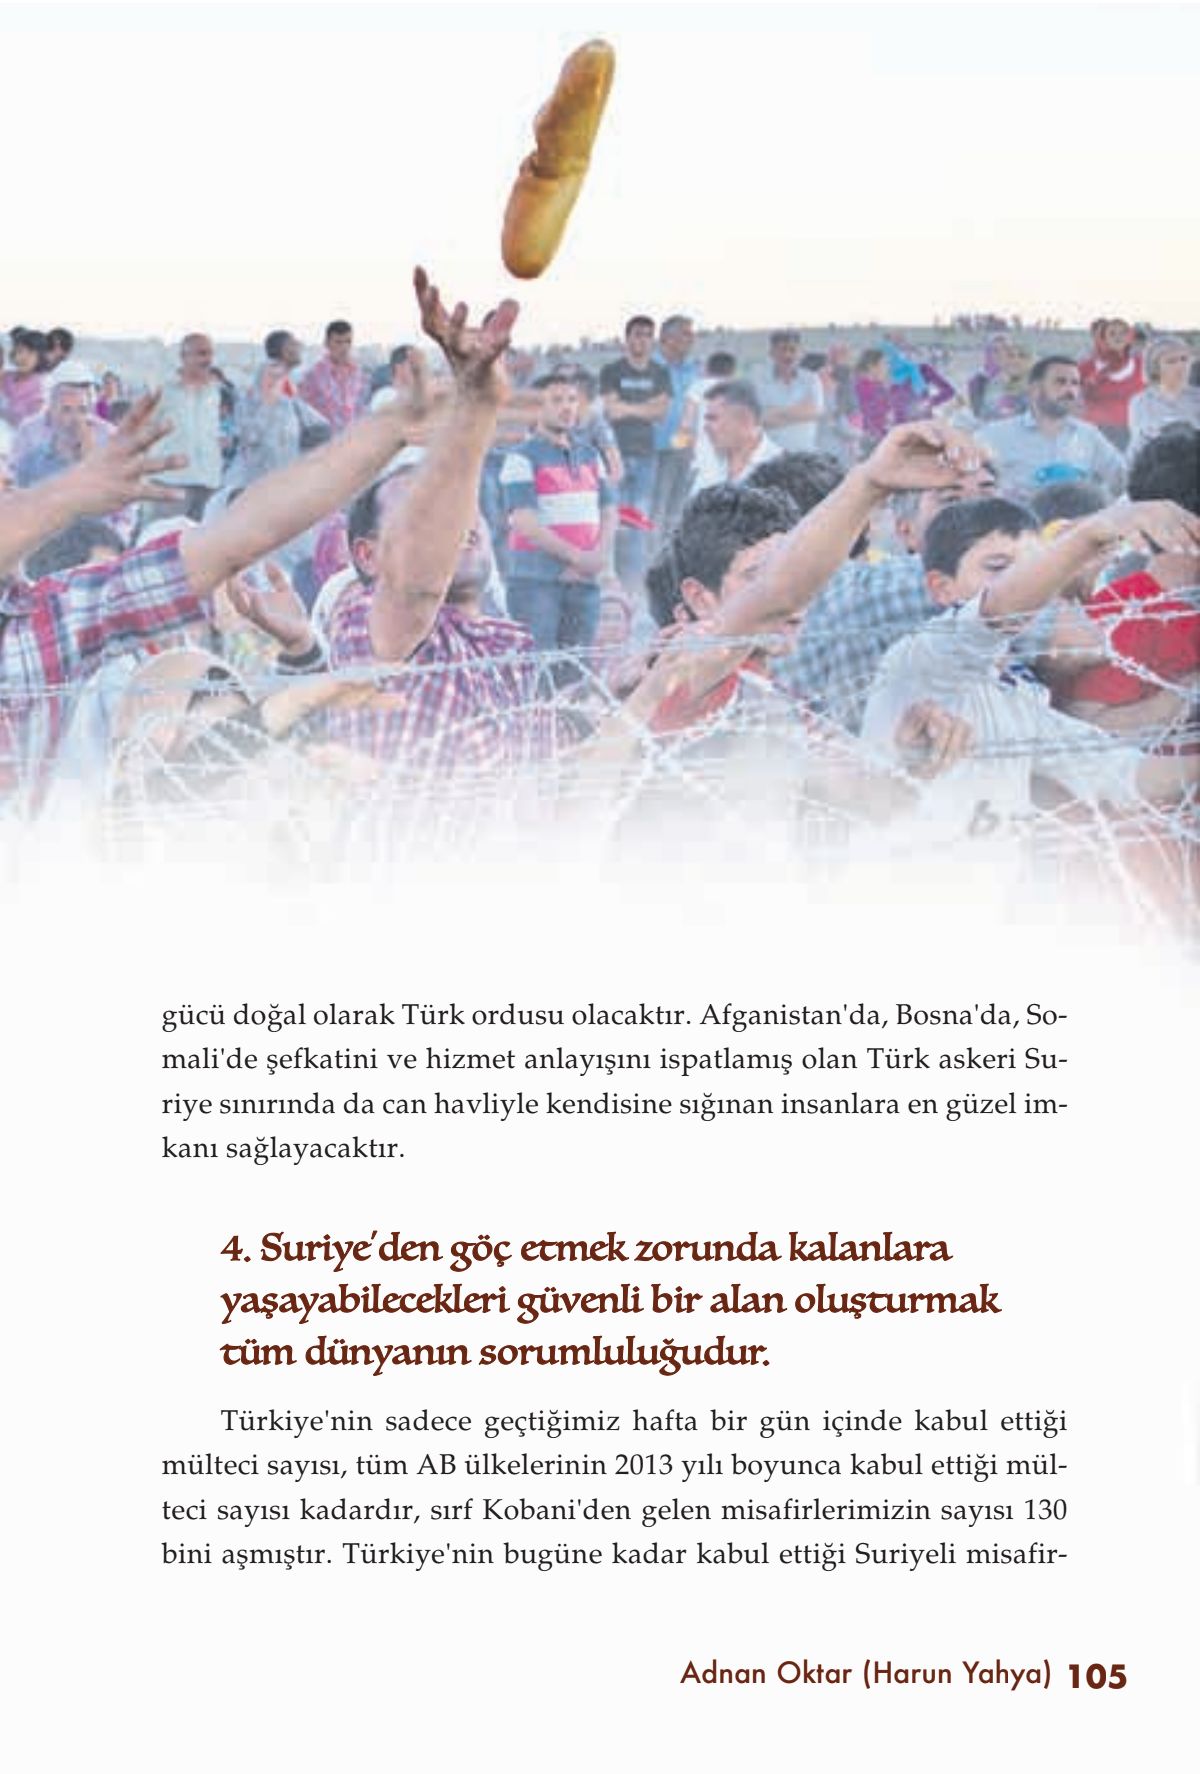 gücü doğal olarak Türk ordusu olacaktır. Afganistan'da, Bosna'da, So-
mali'de şefkatini ve hizmet anlayışını ispatlamış olan Türk askeri Su-
riye sınırında da can havliyle kendisine sığınan insanlara en güzel im-
kanı sağlayacaktır.
4. Suriye'den göç etmek zorunda kalanlara
yaşayabilecekleri güvenli bir alan oluşturmak
tüm dünyanın sorumluluğudur.
Türkiye'nin sadece geçtiğimiz hafta bir gün içinde kabul ettiği
mülteci sayısı, tüm AB ülkelerinin 2013 yılı boyunca kabul ettiği mül-
teci sayısı kadardır, sırf Kobani'den gelen misafirlerimizin sayısı 130
bini aşmıştır. Türkiye'nin bugüne kadar kabul ettiği Suriyeli misafir-
Adnan Oktar (Harun Yahya) 105